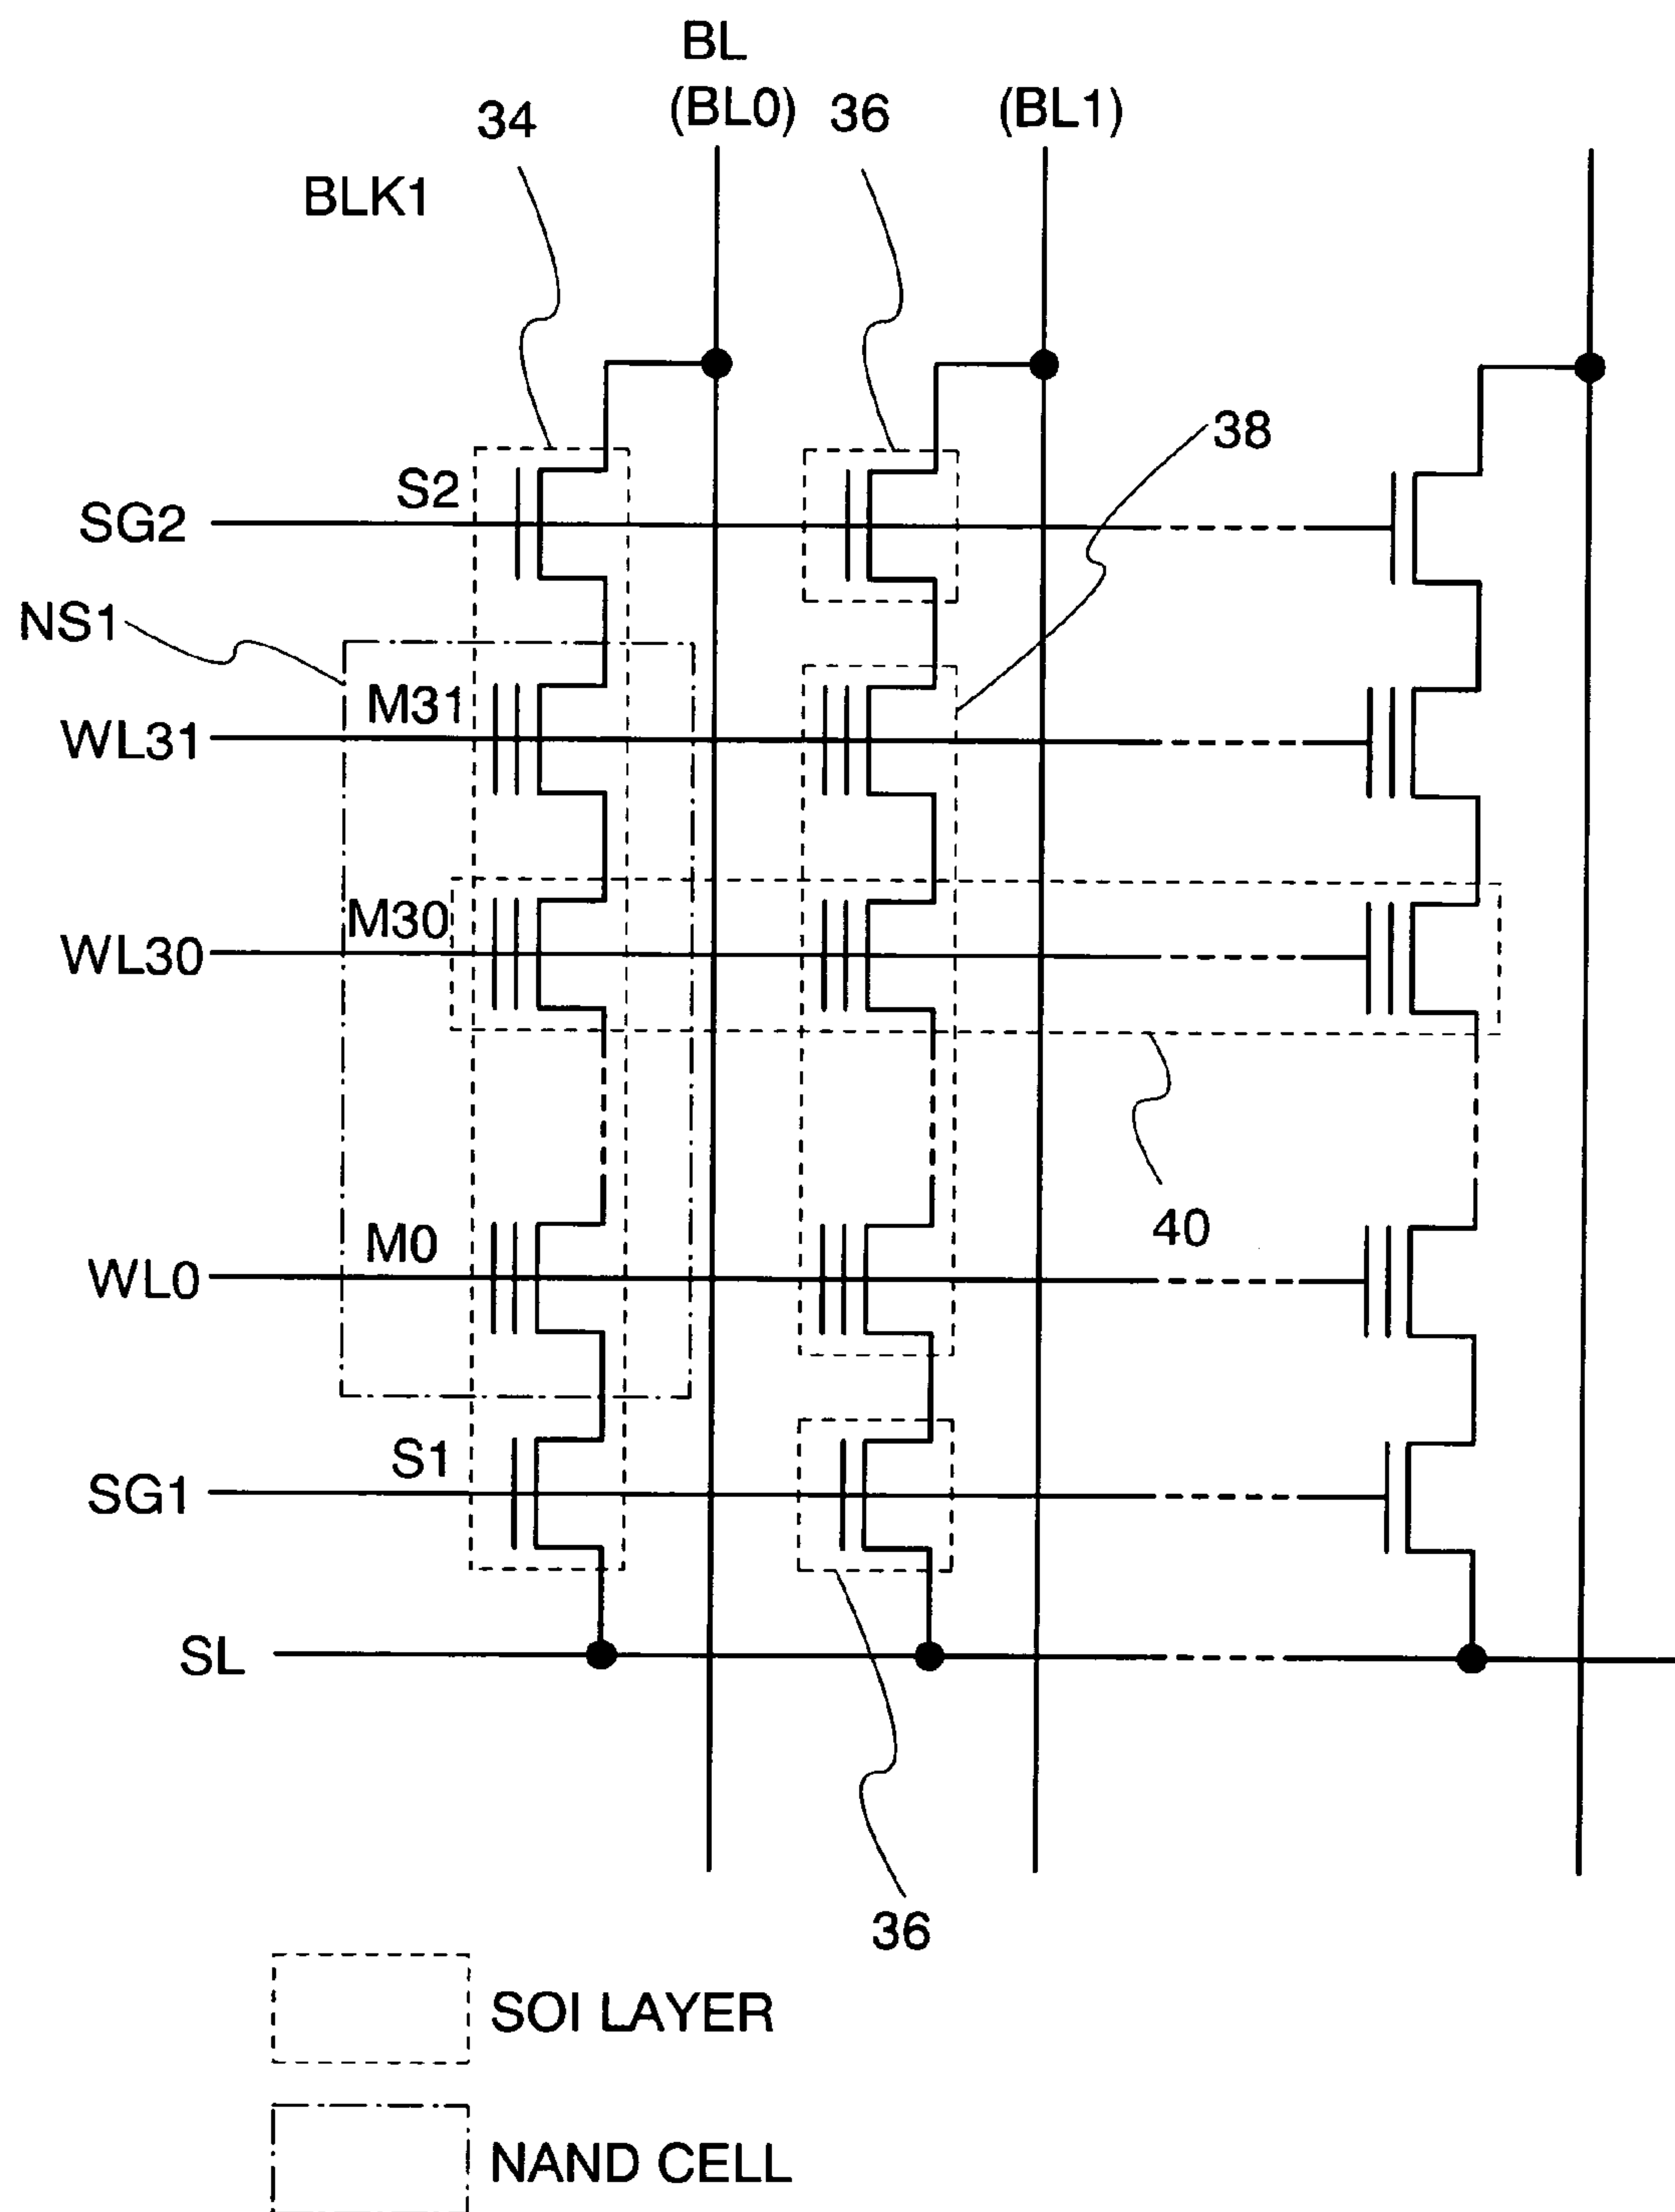 BL
(BL0)
(BL1)
34
36
BLK1
38
S2
SG2
NS1
M31
WL31
M30
WL30
40
M0
WL0
S1
SG1
SL
36
SOI LAYER
NAND CELL